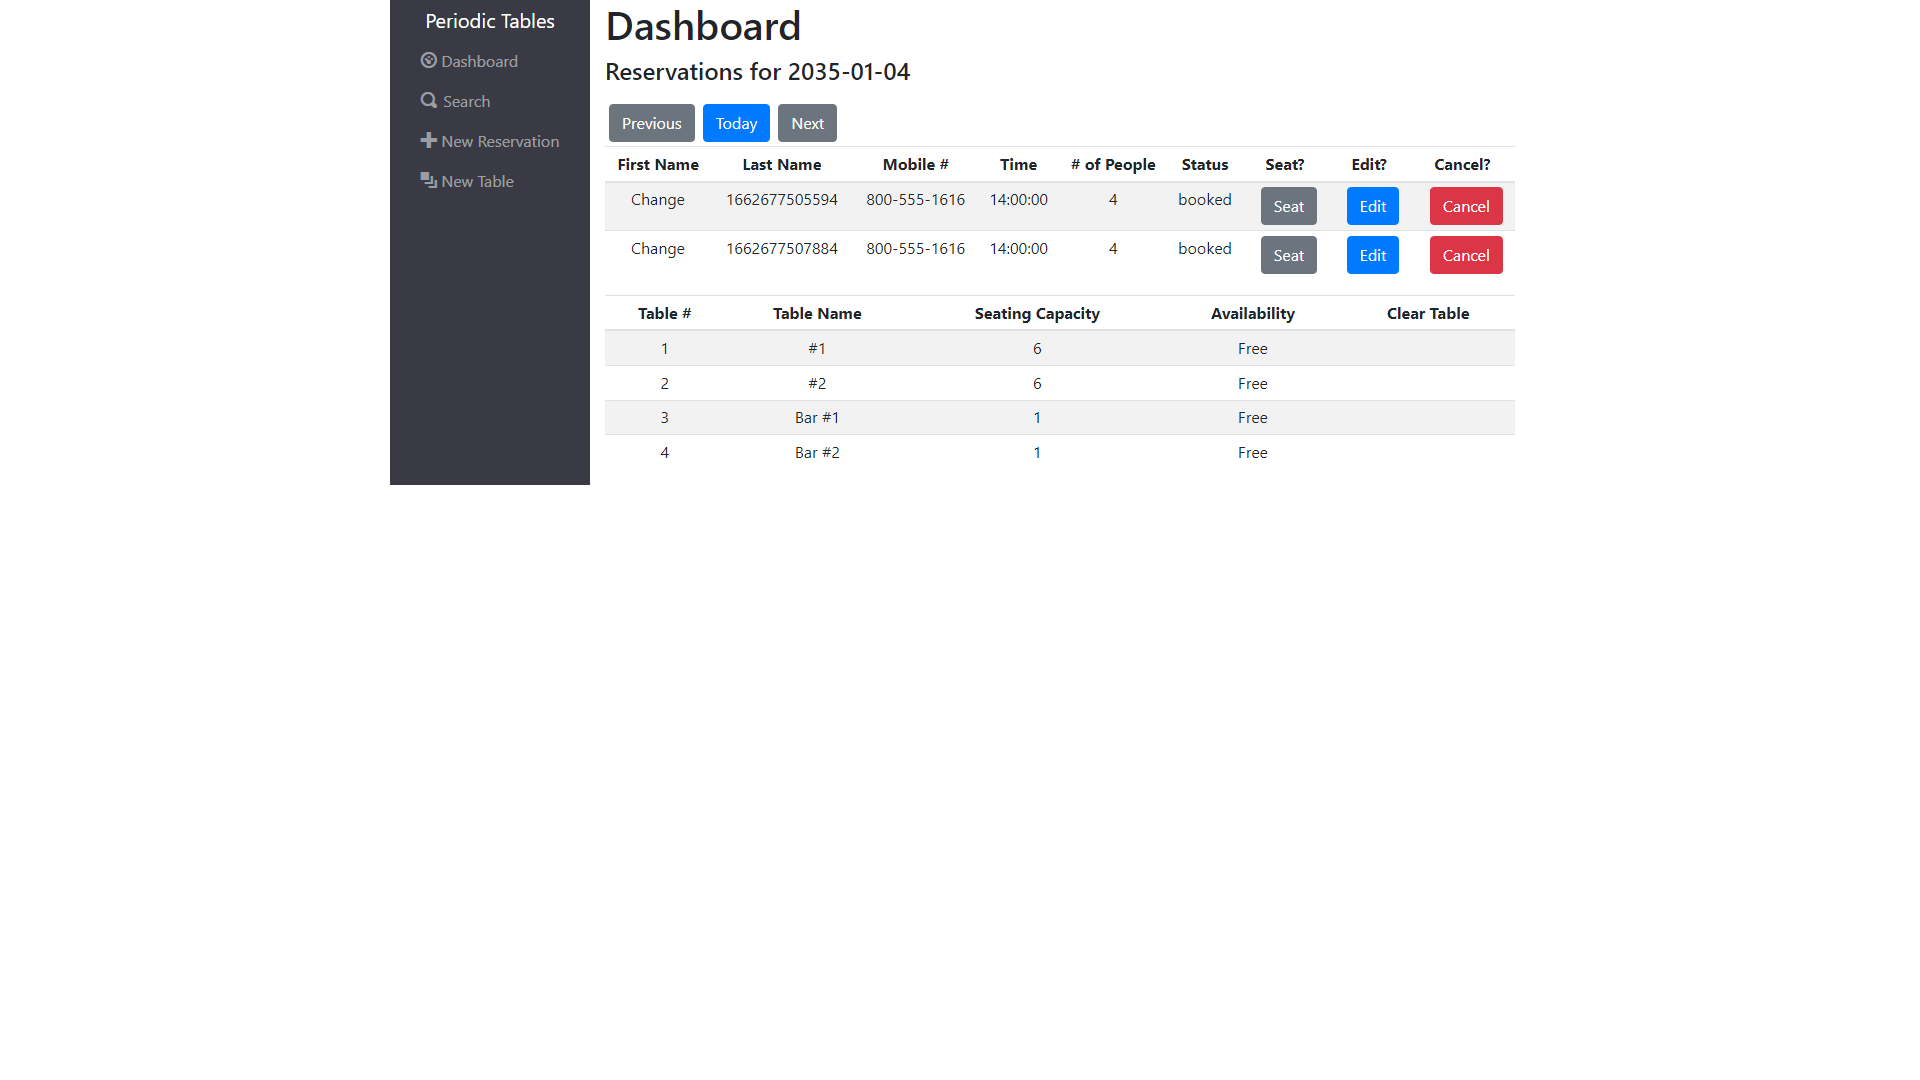 Periodic Tables
Dashboard
Search
New Reservation
New Table
Dashboard
Reservations for 2035-01-04
Previous Today Next
First Name Last Name Mobile # Time # of People Status Seat? Edit? Cancel?
Change 1662677505594 800-555-1616 14:00:00 4 booked Seat Edit Cancel
Change 1662677507884 800-555-1616 14:00:00 4 booked Seat Edit Cancel
Table # Table Name Seating Capacity Availability Clear Table
1 #1 6 Free
2 #2 6 Free
3 Bar #1 1 Free
4 Bar #2 1 Free